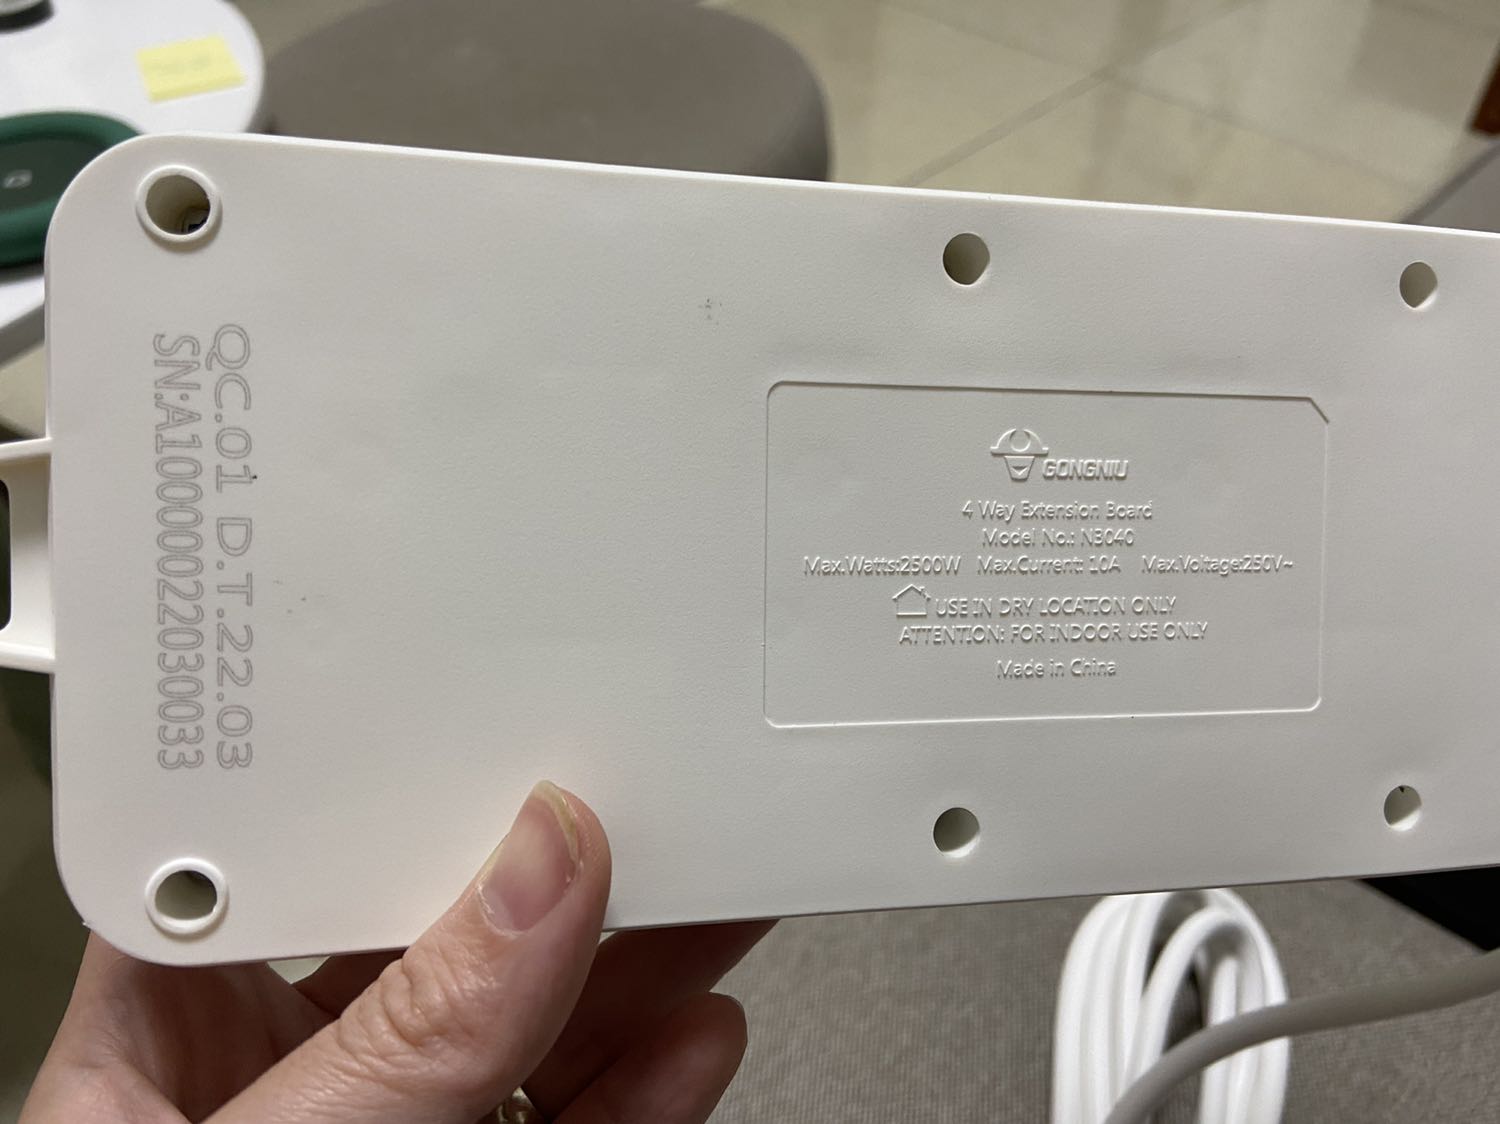 QC.01 D.T.22.03
SN:A10000022030033
GONGNIU
4 Way Extension Board
Model No.: N3040
Max.Watts:2500W Max.Current: 10A Max.Voltage:250V~
USE IN DRY LOCATION ONLY
ATTENTION: FOR INDOOR USE ONLY
Made in China